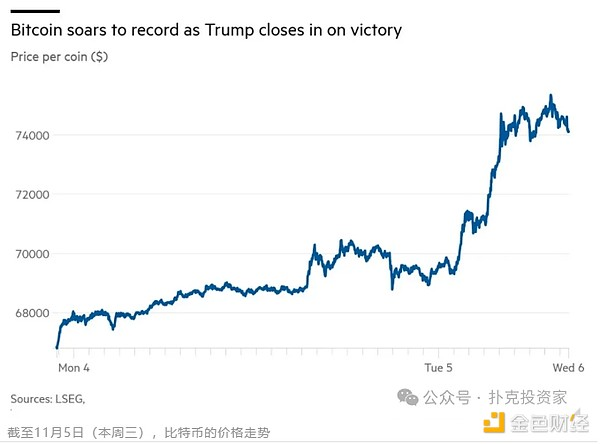 Bitcoin soars to record as Trump closes in on victory
Price per coin ($)
74000
72000
70000
68000
Mon 4 Tue 5 Wed 6
Sources: LSEG,
公众号 · 扑克投资家
金色财经
截至11月5日（本周三），比特币的价格走势